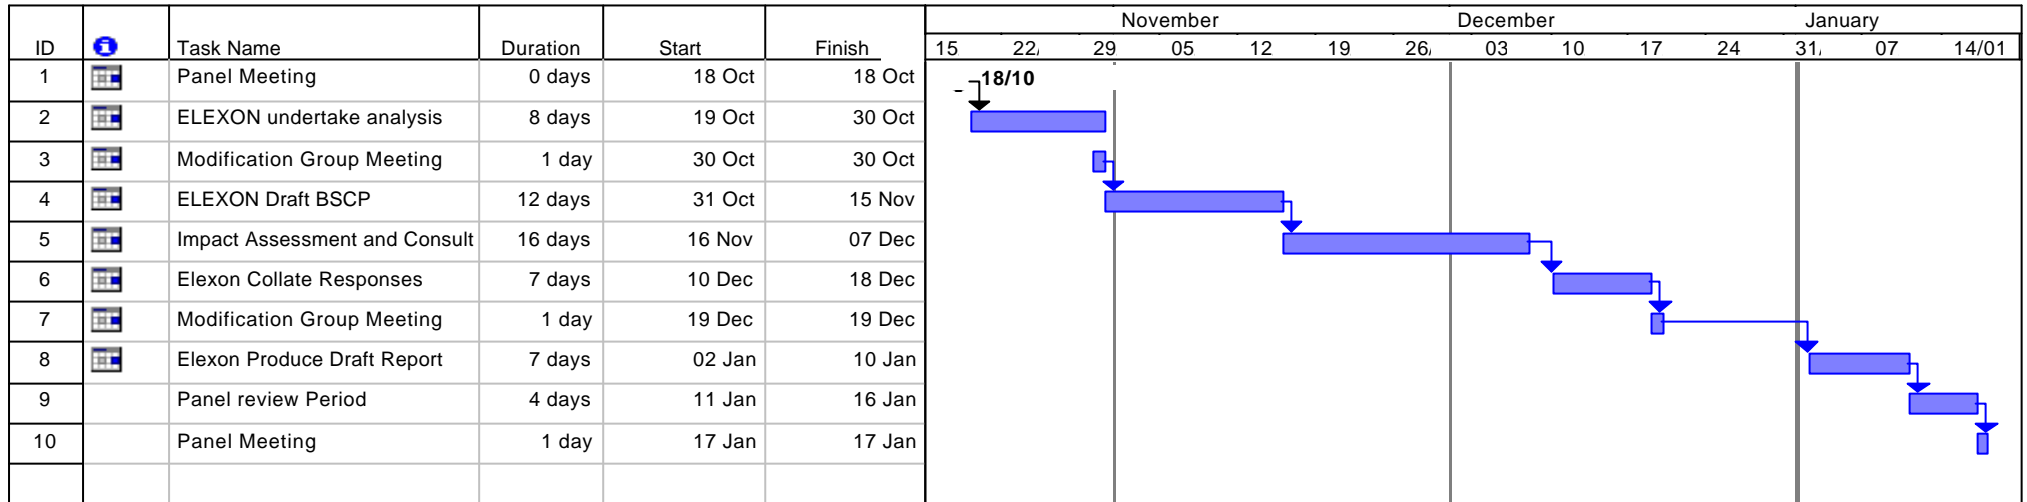 November December January
ID Task Name Duration Start Finish 15 22/ 29 05 12 19 26/ 03 10 17 24 31/ 07 14/01
1 Panel Meeting 0 days 18 Oct 18 Oct 18/10
2 ELEXON undertake analysis 8 days 19 Oct 30 Oct
3 Modification Group Meeting 1 day 30 Oct 30 Oct
4 ELEXON Draft BSCP 12 days 31 Oct 15 Nov
5 Impact Assessment and Consult 16 days 16 Nov 07 Dec
6 Elexon Collate Responses 7 days 10 Dec 18 Dec
7 Modification Group Meeting 1 day 19 Dec 19 Dec
8 Elexon Produce Draft Report 7 days 02 Jan 10 Jan
9 Panel review Period 4 days 11 Jan 16 Jan
10 Panel Meeting 1 day 17 Jan 17 Jan